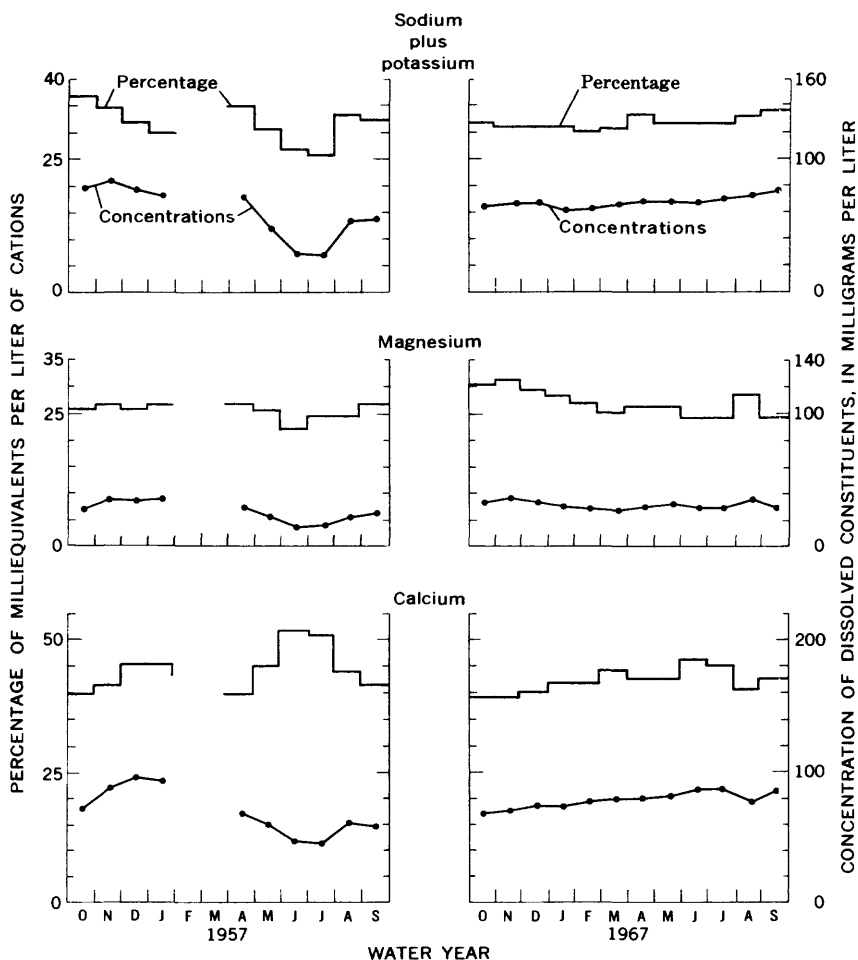 Sodium
plus
potassium
40
25
0
Percentage
Concentrations
Percentage
Concentrations
160
100
0
Magnesium
35
25
0
140
100
0
Calcium
50
25
0
200
100
0
O N D J F M A M J J A S
1957
O N D J F M A M J J A S
1967
WATER YEAR
PERCENTAGE OF MILLIEQUIVALENTS PER LITER OF CATIONS
CONCENTRATION OF DISSOLVED CONSTITUENTS, IN MILLIGRAMS PER LITER